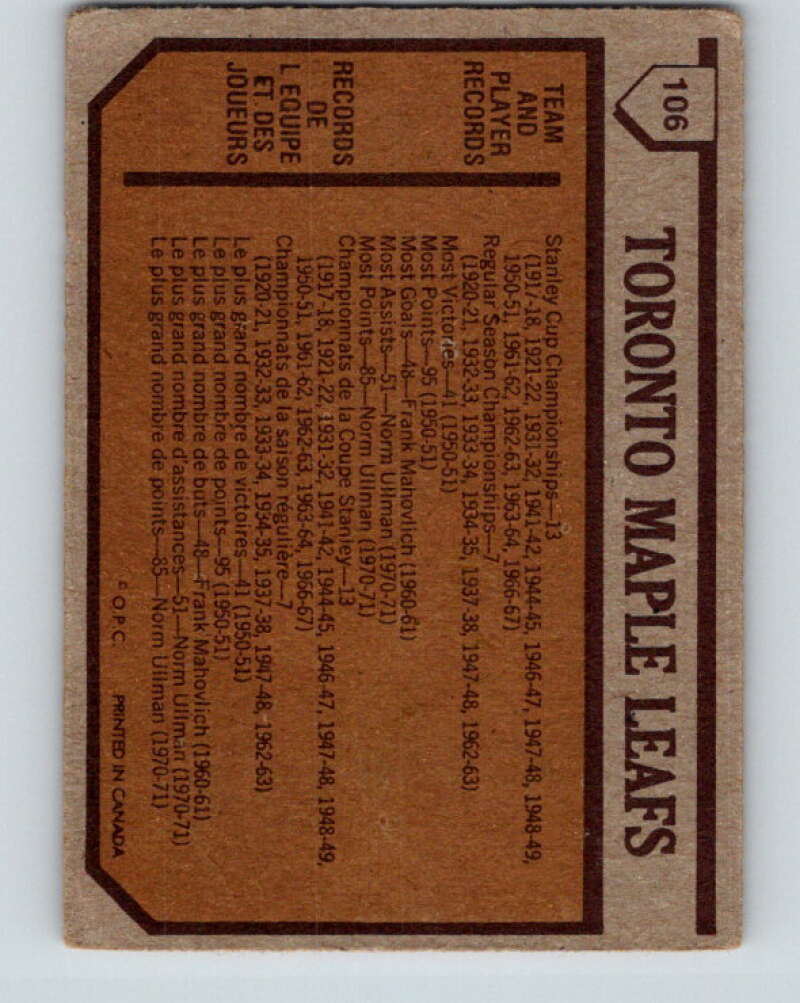 106
TORONTO MAPLE LEAFS
TEAM
AND
PLAYER
RECORDS
Stanley Cup Championships—13
(1917-18, 1921-22, 1931-32, 1941-42, 1944-45, 1946-47, 1947-48, 1948-49,
1950-51, 1961-62, 1962-63, 1963-64, 1966-67)
Regular Season Championships—7
(1920-21, 1932-33, 1933-34, 1934-35, 1937-38, 1947-48, 1962-63)
Most Victories—41 (1950-51)
Most Points—95 (1950-51)
Most Goals—48—Frank Mahovlich (1960-61)
Most Assists—51—Norm Ullman (1970-71)
Most Points—85—Norm Ullman (1970-71)
RECORDS
DE
L EQUIPE
ET DES
JOUEURS
Championnats de la Coupe Stanley—13
(1917-18, 1921-22, 1931-32, 1941-42, 1944-45, 1946-47, 1947-48, 1948-49,
1950-51, 1961-62, 1962-63, 1963-64, 1966-67)
Championnats de la saison régulière—7
(1920-21, 1932-33, 1933-34, 1934-35, 1937-38, 1947-48, 1962-63)
Le plus grand nombre de victoires—41 (1950-51)
Le plus grand nombre de points—95 (1950-51)
Le plus grand nombre de buts—48—Frank Mahovlich (1960-61)
Le plus grand nombre d'assistances—51—Norm Ullman (1970-71)
Le plus grand nombre de points—85—Norm Ullman (1970-71)
© O.P.C. PRINTED IN CANADA